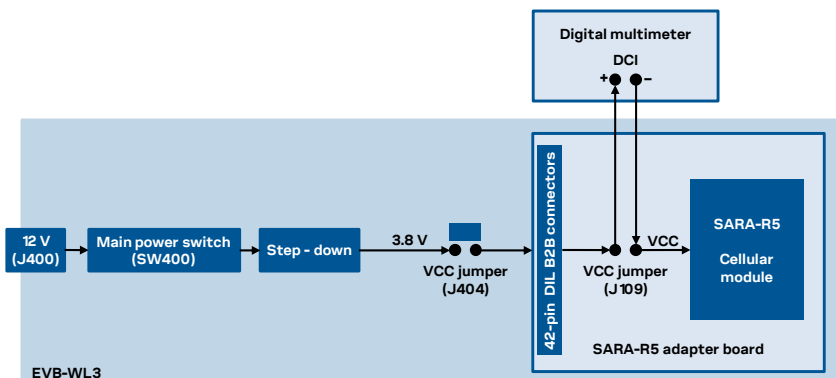 Digital multimeter
DCI
+ –
42-pin DIL B2B connectors
12 V
(J400)
Main power switch
(SW400)
Step - down
3.8 V
VCC jumper
(J404)
VCC
VCC jumper
(J109)
SARA-R5
Cellular
module
SARA-R5 adapter board
EVB-WL3